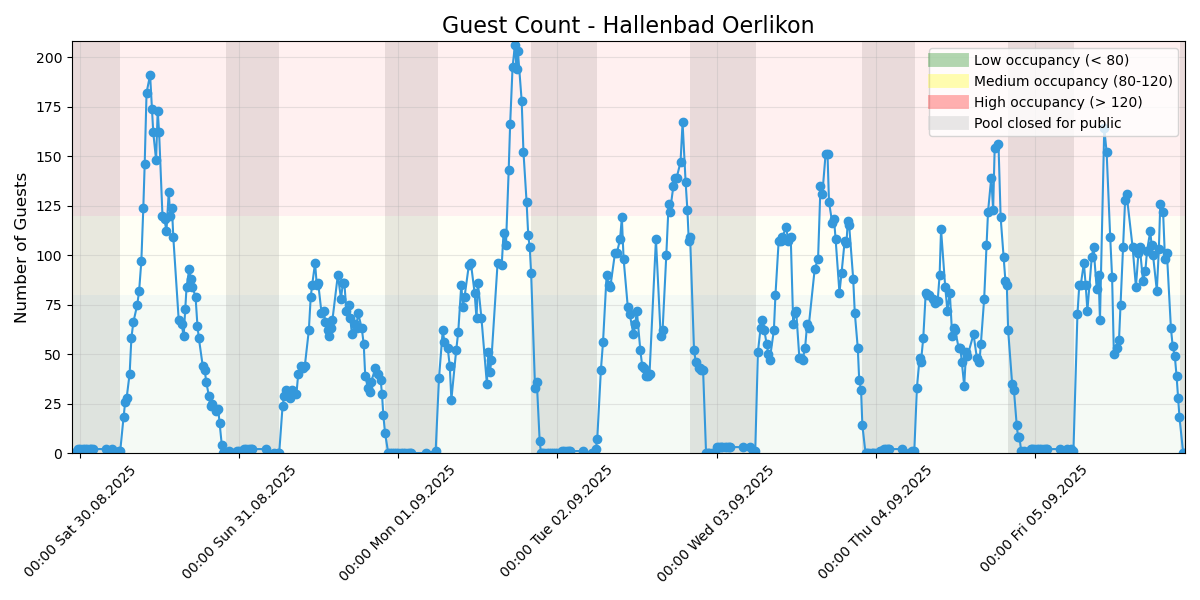 Guest Count - Hallenbad Oerlikon
Number of Guests
200
175
150
125
100
75
50
25
0
Low occupancy (< 80)
Medium occupancy (80-120)
High occupancy (> 120)
Pool closed for public
00:00 Sat 30.08.2025
00:00 Sun 31.08.2025
00:00 Mon 01.09.2025
00:00 Tue 02.09.2025
00:00 Wed 03.09.2025
00:00 Thu 04.09.2025
00:00 Fri 05.09.2025